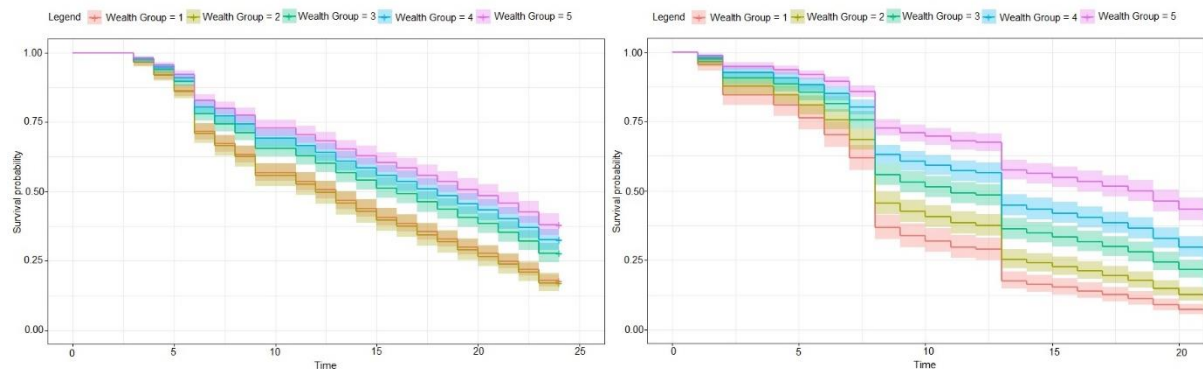 Legend Wealth Group = 1 Wealth Group = 2 Wealth Group = 3 Wealth Group = 4 Wealth Group = 5
1.00
0.75
0.50
0.25
0.00
Survival probability
0 5 10 15 20 25
Time
Legend Wealth Group = 1 Wealth Group = 2 Wealth Group = 3 Wealth Group = 4 Wealth Group = 5
1.00
0.75
0.50
0.25
0.00
Survival probability
0 5 10 15 20
Time